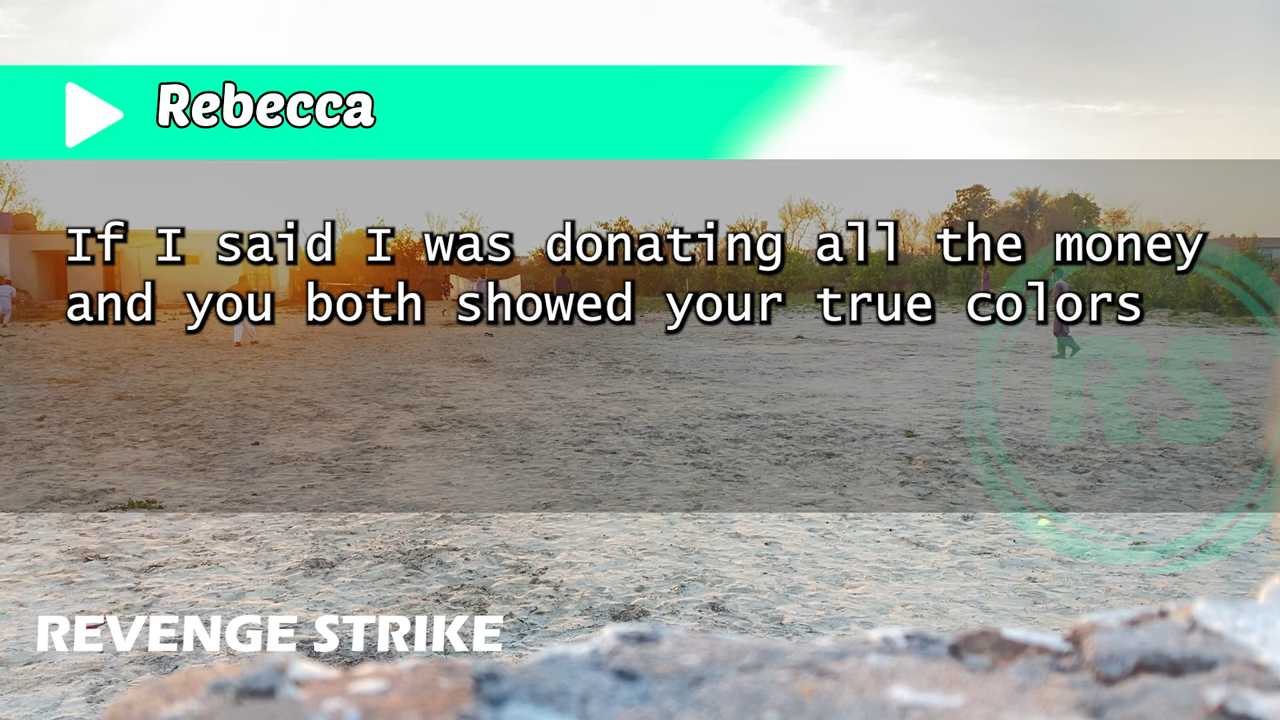 Rebecca
If I said I was donating all the money
and you both showed your true colors
RS
REVENGE STRIKE